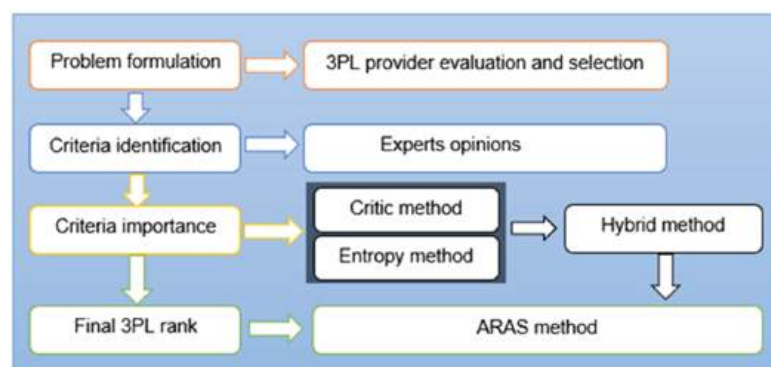 Problem formulation
3PL provider evaluation and selection
Criteria identification
Experts opinions
Criteria importance
Critic method
Entropy method
Hybrid method
Final 3PL rank
ARAS method